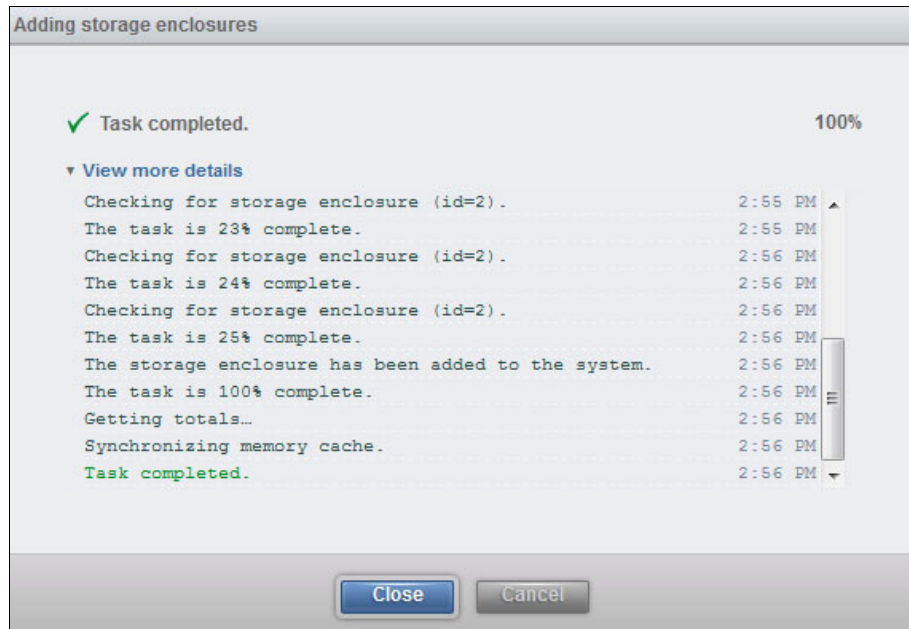 Adding storage enclosures
Task completed. 100%
View more details
Checking for storage enclosure (id=2). 2:55 PM
The task is 23% complete. 2:55 PM
Checking for storage enclosure (id=2). 2:56 PM
The task is 24% complete. 2:56 PM
Checking for storage enclosure (id=2). 2:56 PM
The task is 25% complete. 2:56 PM
The storage enclosure has been added to the system. 2:56 PM
The task is 100% complete. 2:56 PM
Getting totals… 2:56 PM
Synchronizing memory cache. 2:56 PM
Task completed. 2:56 PM
Close Cancel